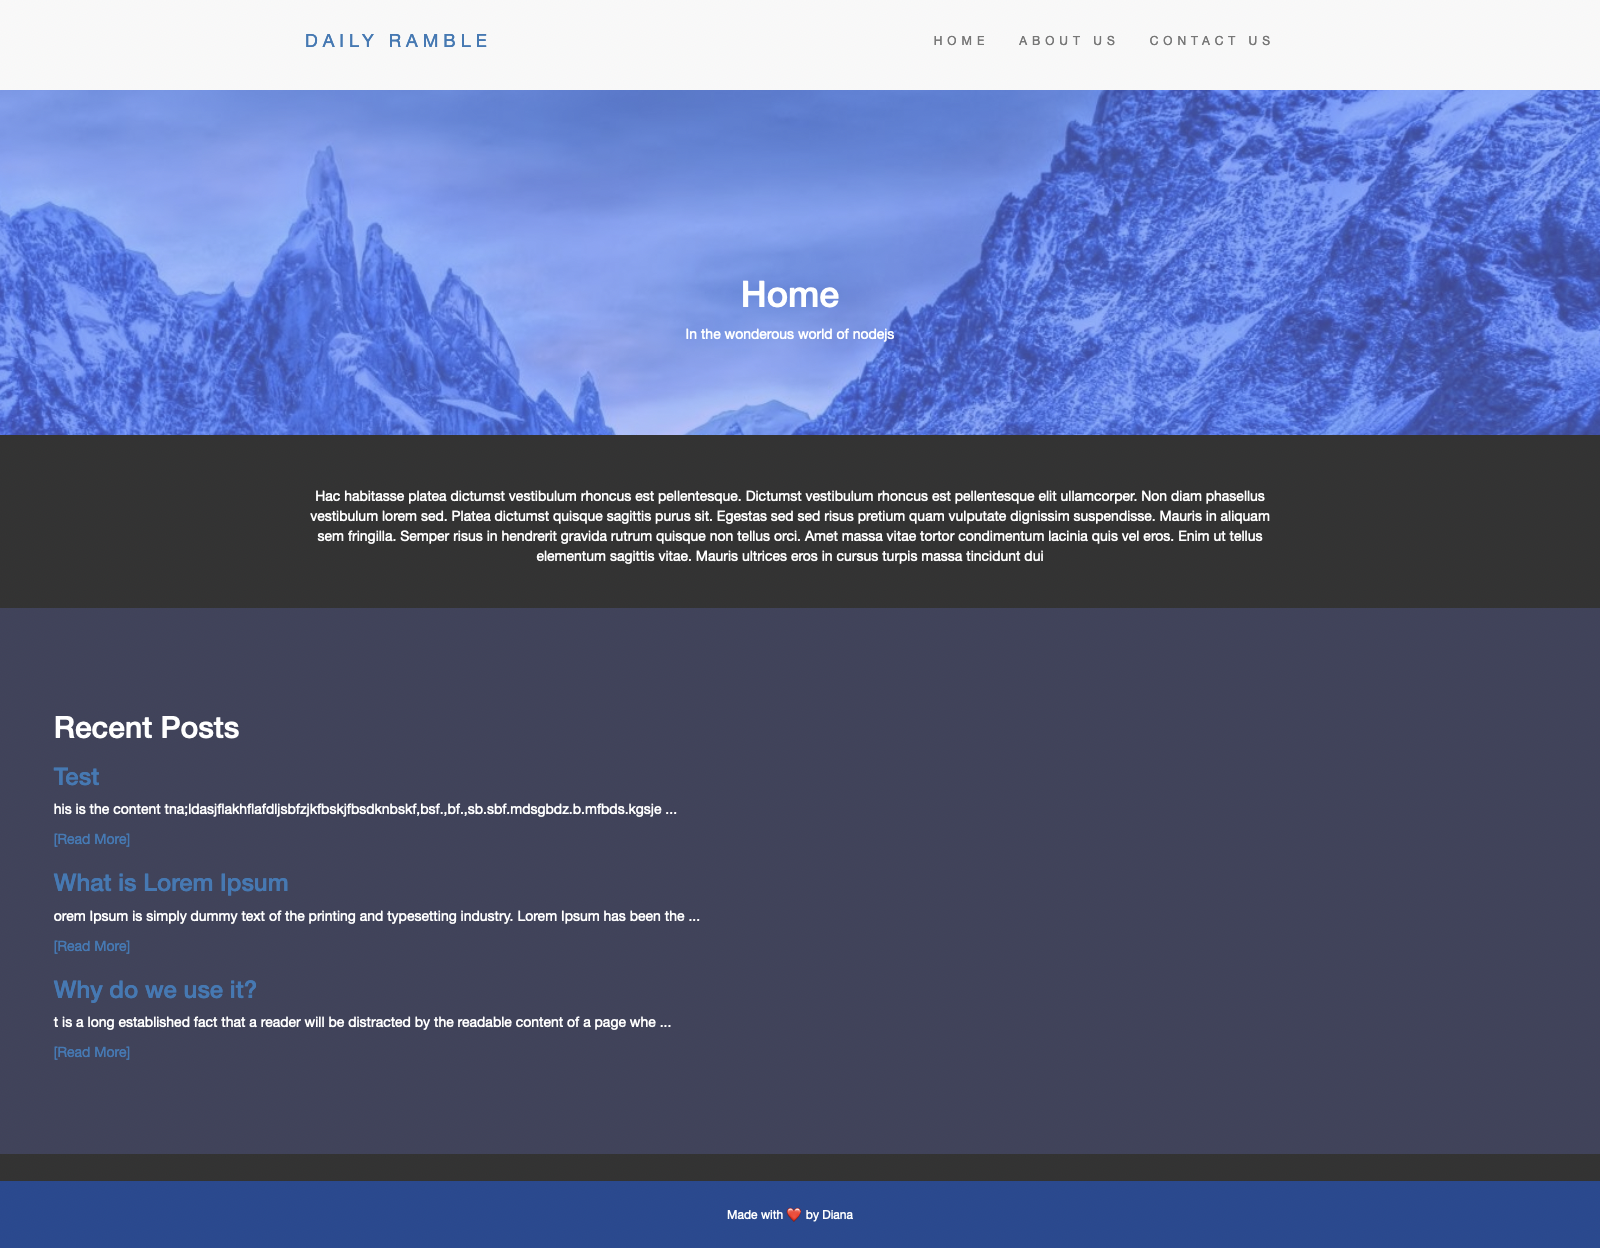 DAILY RAMBLE
HOME ABOUT US CONTACT US
Home
In the wonderous world of nodejs
Hac habitasse platea dictumst vestibulum rhoncus est pellentesque. Dictumst vestibulum rhoncus est pellentesque elit ullamcorper. Non diam phasellus
vestibulum lorem sed. Platea dictumst quisque sagittis purus sit. Egestas sed sed risus pretium quam vulputate dignissim suspendisse. Mauris in aliquam
sem fringilla. Semper risus in hendrerit gravida rutrum quisque non tellus orci. Amet massa vitae tortor condimentum lacinia quis vel eros. Enim ut tellus
elementum sagittis vitae. Mauris ultrices eros in cursus turpis massa tincidunt dui
Recent Posts
Test
his is the content tna;ldasjflakhflafdljsbfzjkfbskjfbsdknbskf,bsf.,bf.,sb.sbf.mdsgbdz.b.mfbds.kgsje ...
[Read More]
What is Lorem Ipsum
orem Ipsum is simply dummy text of the printing and typesetting industry. Lorem Ipsum has been the ...
[Read More]
Why do we use it?
t is a long established fact that a reader will be distracted by the readable content of a page whe ...
[Read More]
Made with ❤️ by Diana